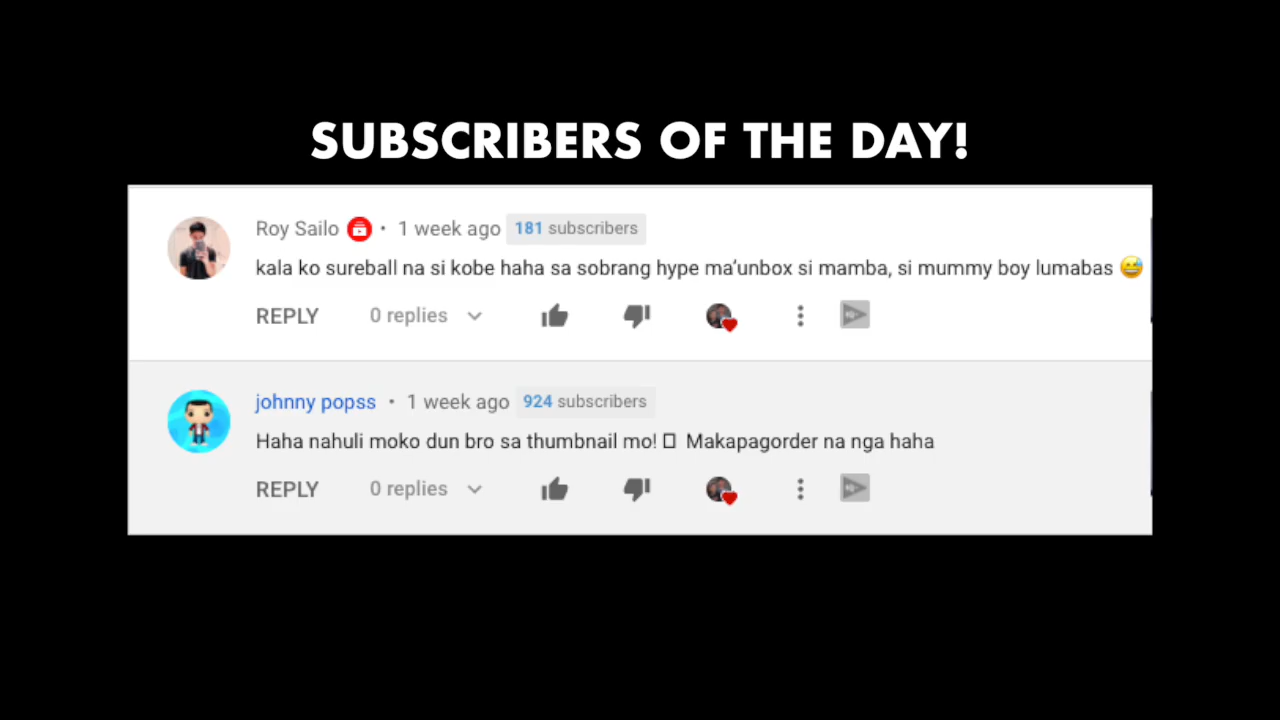 SUBSCRIBERS OF THE DAY!
Roy Sailo • 1 week ago 181 subscribers
kala ko sureball na si kobe haha sa sobrang hype ma'unbox si mamba, si mummy boy lumabas 😅
REPLY 0 replies
johnny popss • 1 week ago 924 subscribers
Haha nahuli moko dun bro sa thumbnail mo! Makapagorder na nga haha
REPLY 0 replies